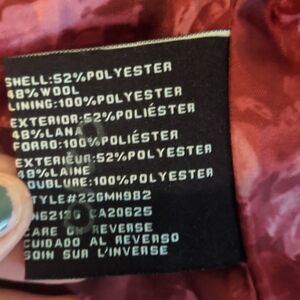 SHELL:52%POLYESTER
48%WOOL
LINING:100%POLYESTER
EXTERIOR:52%POLIÉSTER
48%LANA
FORRO:100%POLIÉSTER
EXTERIEUR:52%POLYESTER
48%LAINE
DOUBLURE:100%POLYESTER
STYLE#22GMH982
CA20625
CARE ON REVERSE
CUIDADO AL REVERSO
SOIN SUR L'INVERSE